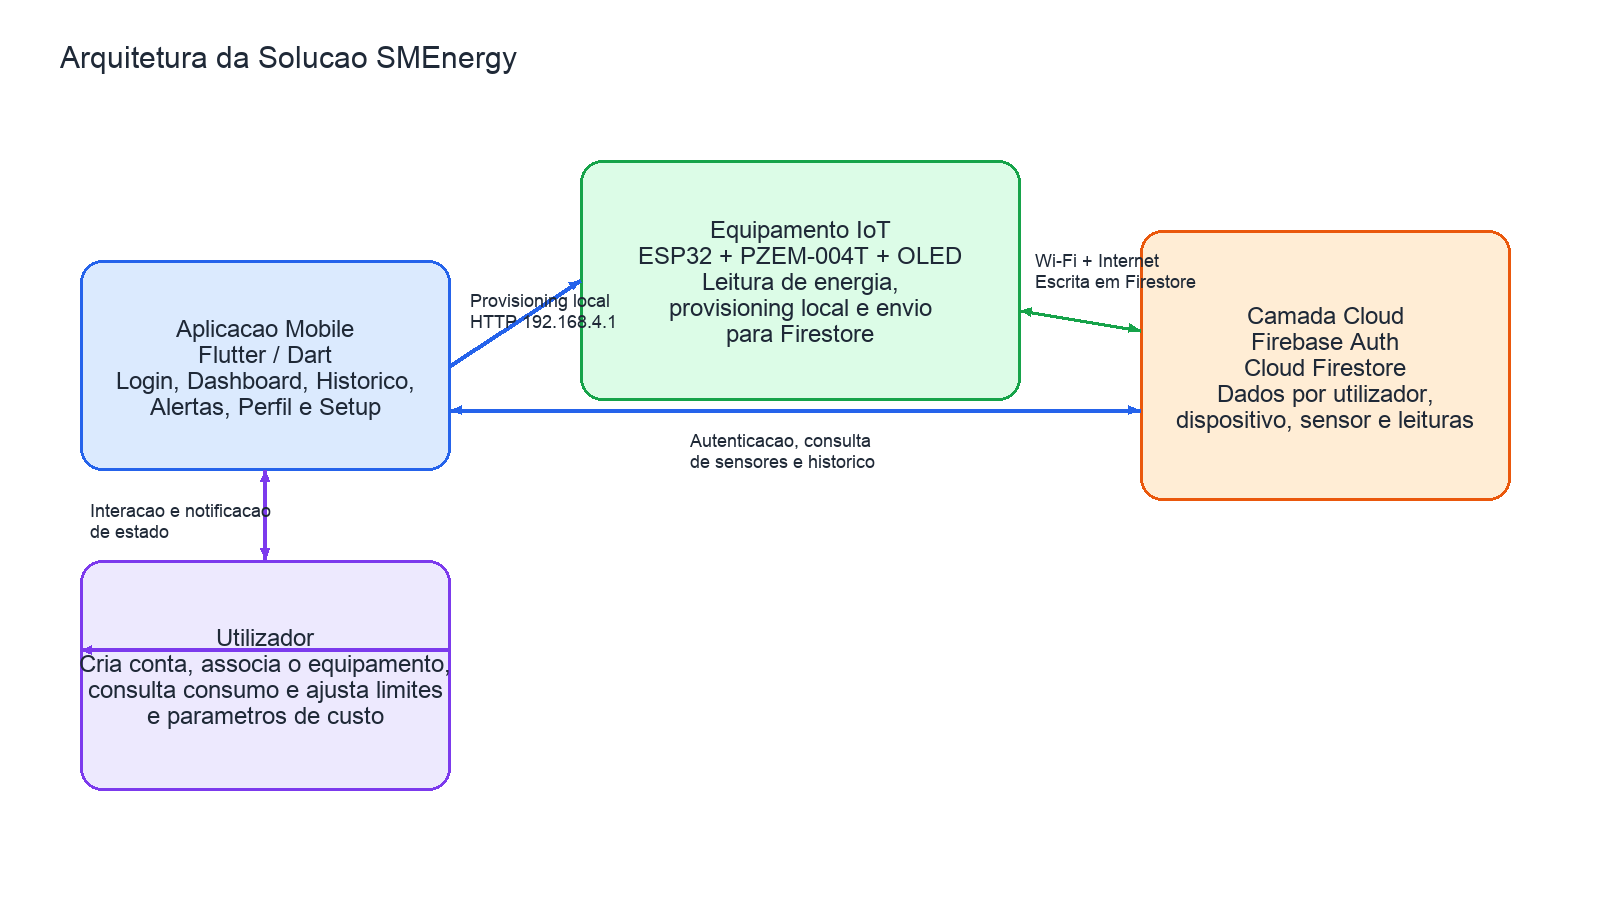 Arquitetura da Solucao SMEnergy
Equipamento IoT
ESP32 + PZEM-004T + OLED
Leitura de energia,
provisioning local e envio
para Firestore
Wi-Fi + Internet
Escrita em Firestore
Provisioning local
HTTP 192.168.4.1
Aplicacao Mobile
Flutter / Dart
Login, Dashboard, Historico,
Alertas, Perfil e Setup
Camada Cloud
Firebase Auth
Cloud Firestore
Dados por utilizador,
dispositivo, sensor e leituras
Autenticacao, consulta
de sensores e historico
Interacao e notificacao
de estado
Utilizador
Cria conta, associa o equipamento,
consulta consumo e ajusta limites
e parametros de custo